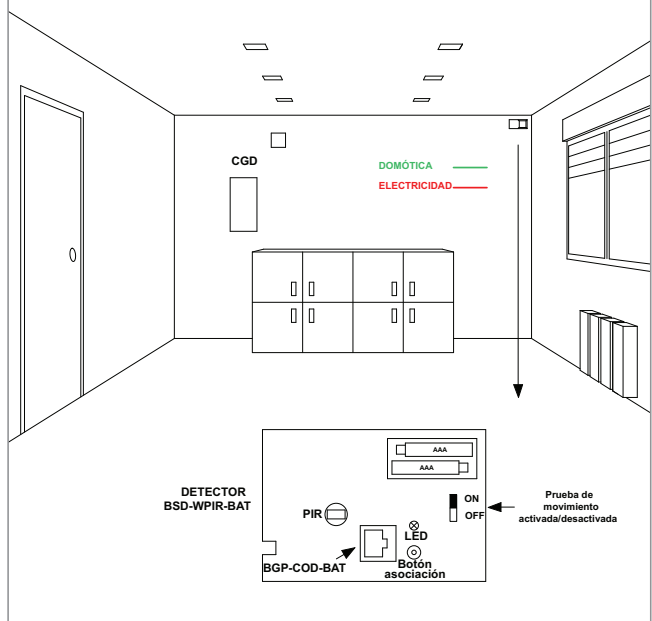 CGD
DOMÓTICA
ELECTRICIDAD
AAA
AAA
DETECTOR
BSD-WPIR-BAT
ON
OFF
Prueba de
movimiento
activada/desactivada
PIR
LED
BGP-COD-BAT
Botón
asociación